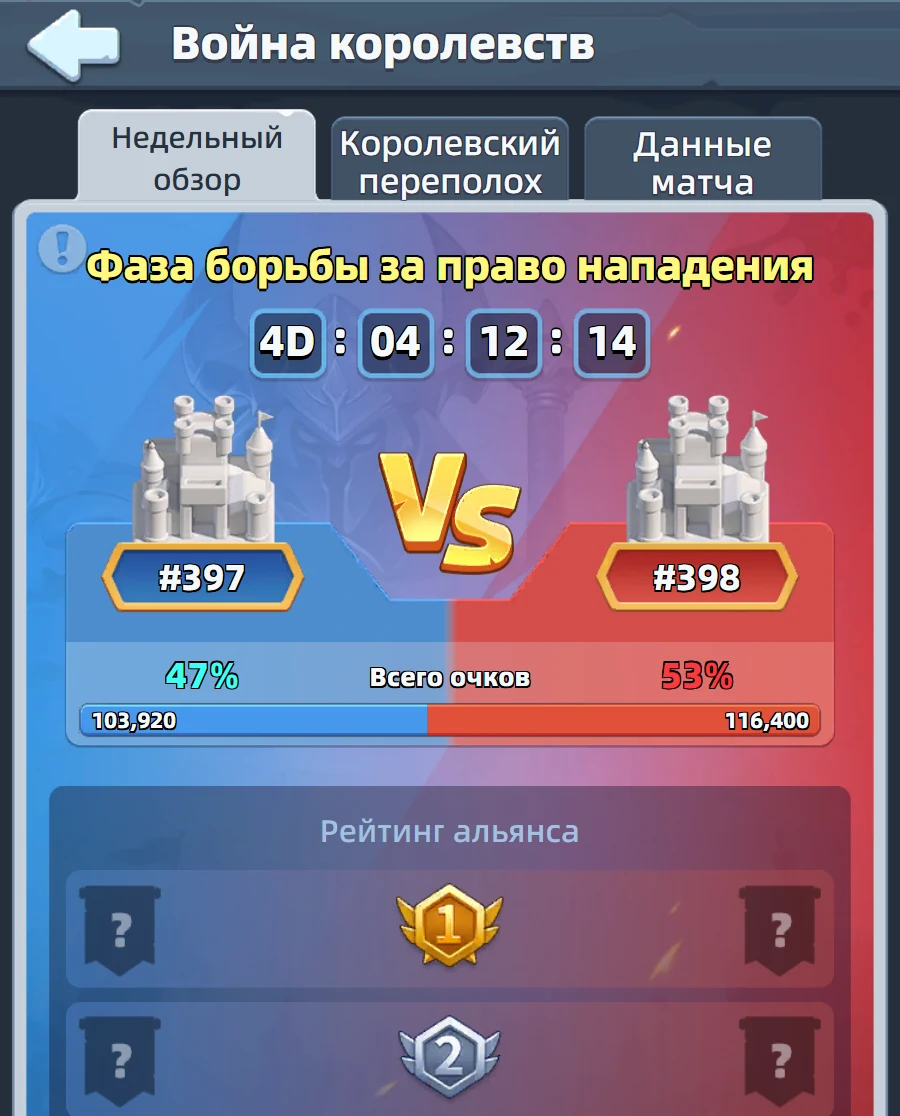 Война королевств
Недельный
обзор
Королевский
переполох
Данные
матча
!
Фаза борьбы за право нападения
4D : 04 : 12 : 14
VS
#397
#398
47%
Всего очков
53%
103,920
116,400
Рейтинг альянса
? 1 ?
? 2 ?